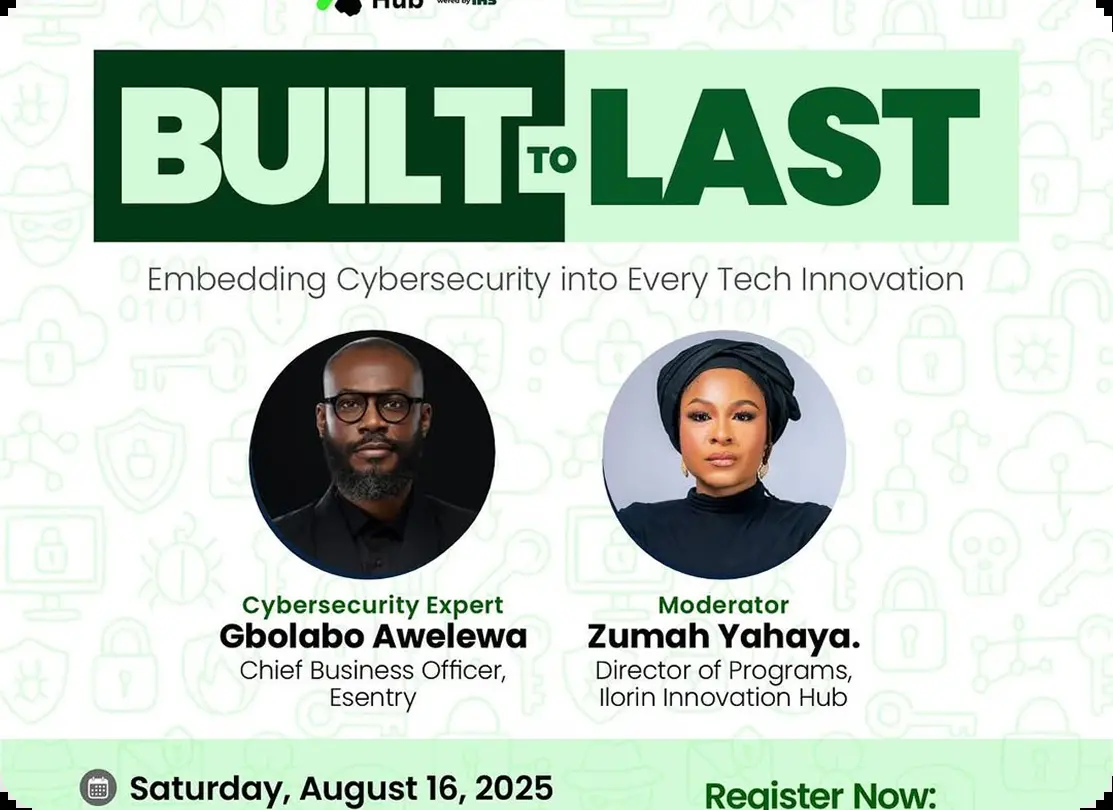 Hub
BUILT TO LAST
Embedding Cybersecurity into Every Tech Innovation
Cybersecurity Expert
Gbolabo Awelewa
Chief Business Officer,
Esentry
Moderator
Zumah Yahaya.
Director of Programs,
Ilorin Innovation Hub
Saturday, August 16, 2025
Register Now: